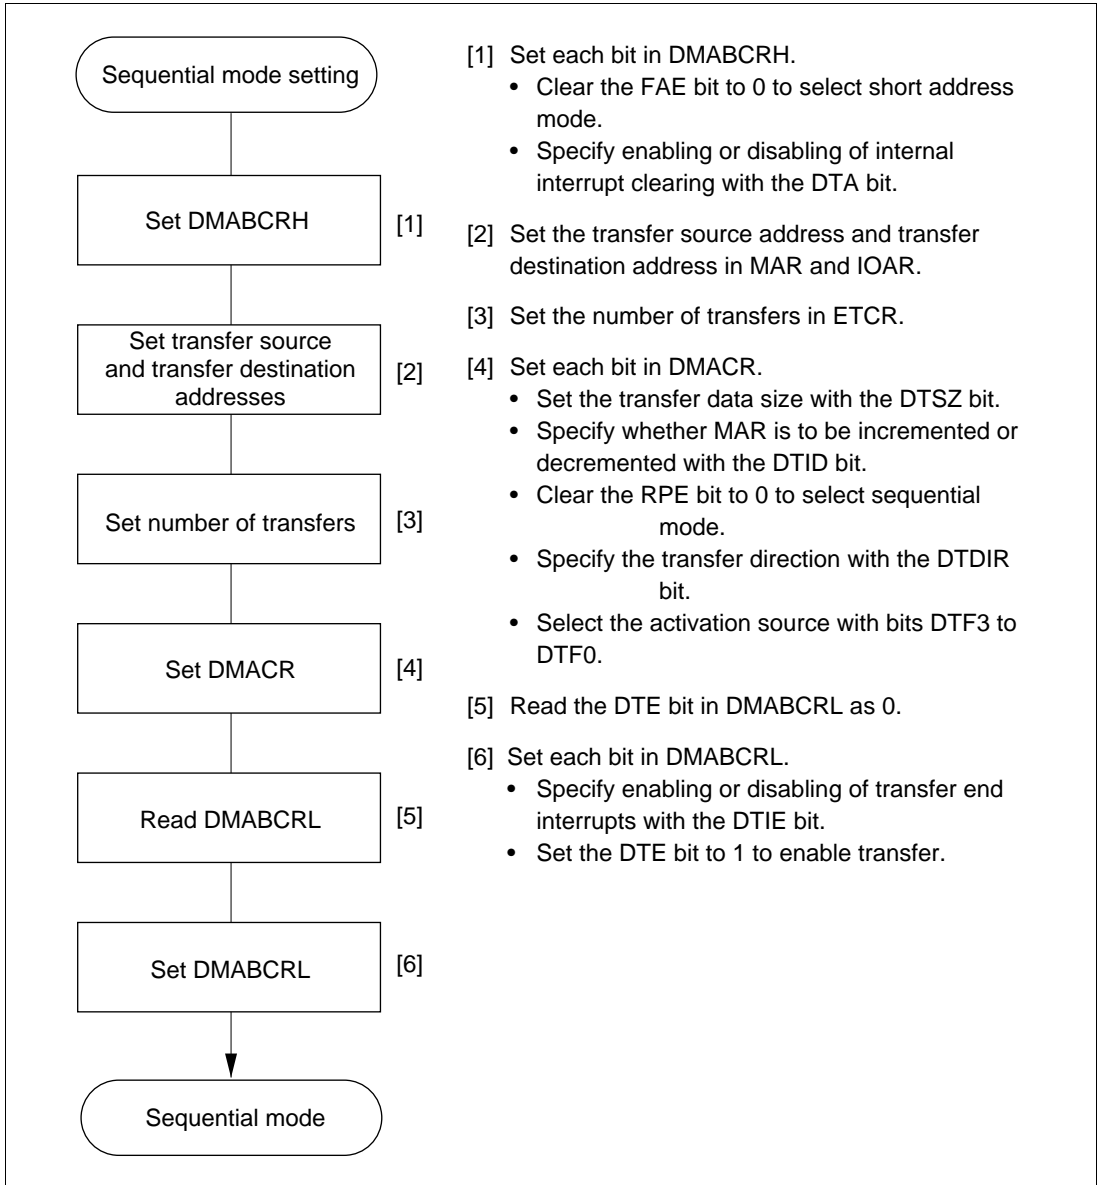 Sequential mode setting
Set DMABCRH
[1]
Set transfer source
and transfer destination
addresses
[2]
Set number of transfers
[3]
Set DMACR
[4]
Read DMABCRL
[5]
Set DMABCRL
[6]
Sequential mode
[1] Set each bit in DMABCRH.
• Clear the FAE bit to 0 to select short address
mode.
• Specify enabling or disabling of internal
interrupt clearing with the DTA bit.
[2] Set the transfer source address and transfer
destination address in MAR and IOAR.
[3] Set the number of transfers in ETCR.
[4] Set each bit in DMACR.
• Set the transfer data size with the DTSZ bit.
• Specify whether MAR is to be incremented or
decremented with the DTID bit.
• Clear the RPE bit to 0 to select sequential
mode.
• Specify the transfer direction with the DTDIR
bit.
• Select the activation source with bits DTF3 to
DTF0.
[5] Read the DTE bit in DMABCRL as 0.
[6] Set each bit in DMABCRL.
• Specify enabling or disabling of transfer end
interrupts with the DTIE bit.
• Set the DTE bit to 1 to enable transfer.